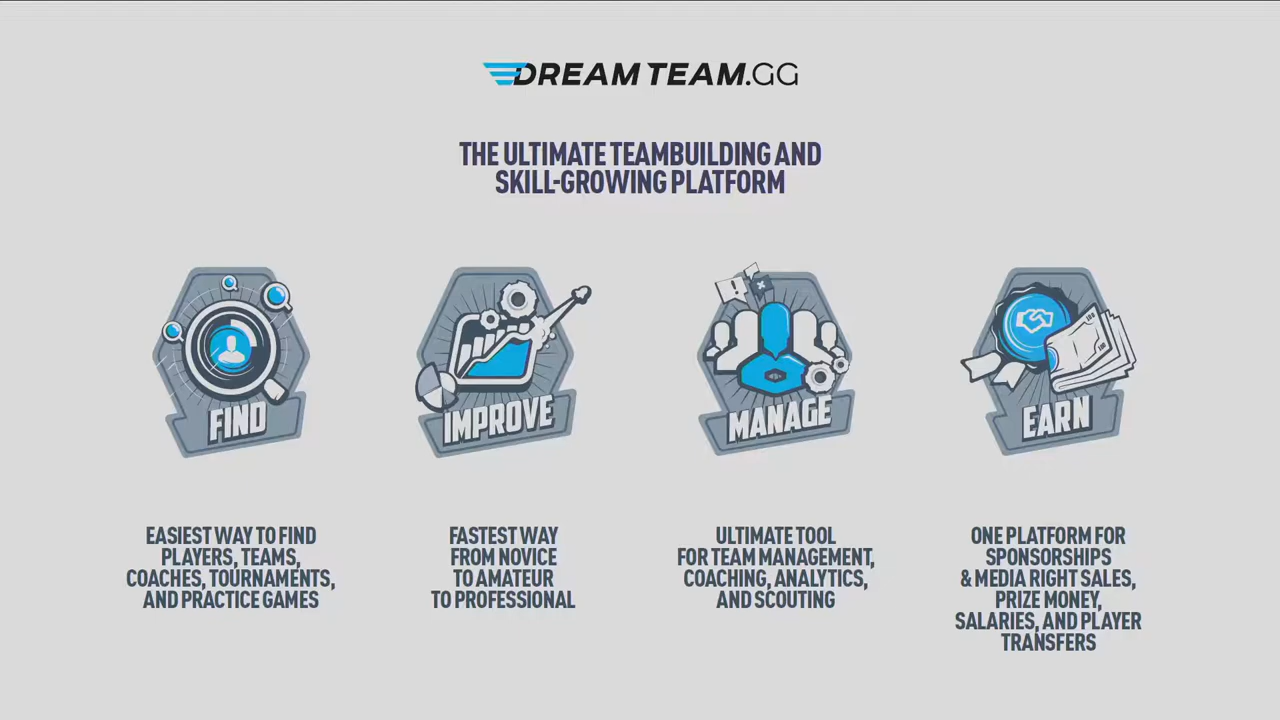 DREAM TEAM.GG
THE ULTIMATE TEAMBUILDING AND
SKILL-GROWING PLATFORM
FIND
IMPROVE
MANAGE
EARN
EASIEST WAY TO FIND
PLAYERS, TEAMS,
COACHES, TOURNAMENTS,
AND PRACTICE GAMES
FASTEST WAY
FROM NOVICE
TO AMATEUR
TO PROFESSIONAL
ULTIMATE TOOL
FOR TEAM MANAGEMENT,
COACHING, ANALYTICS,
AND SCOUTING
ONE PLATFORM FOR
SPONSORSHIPS
& MEDIA RIGHT SALES,
PRIZE MONEY,
SALARIES, AND PLAYER
TRANSFERS